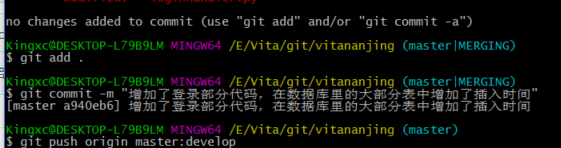 no changes added to commit (use "git add" and/or "git commit -a")
Kingxc@DESKTOP-L79B9LM MINGW64 /E/Vita/git/vitananjing (master|MERGING)
$ git add .
Kingxc@DESKTOP-L79B9LM MINGW64 /E/Vita/git/vitananjing (master|MERGING)
$ git commit -m "增加了登录部分代码，在数据库里的大部分表中增加了插入时间"
[master a940eb6] 增加了登录部分代码，在数据库里的大部分表中增加了插入时间
Kingxc@DESKTOP-L79B9LM MINGW64 /E/Vita/git/vitananjing (master)
$ git push origin master:develop